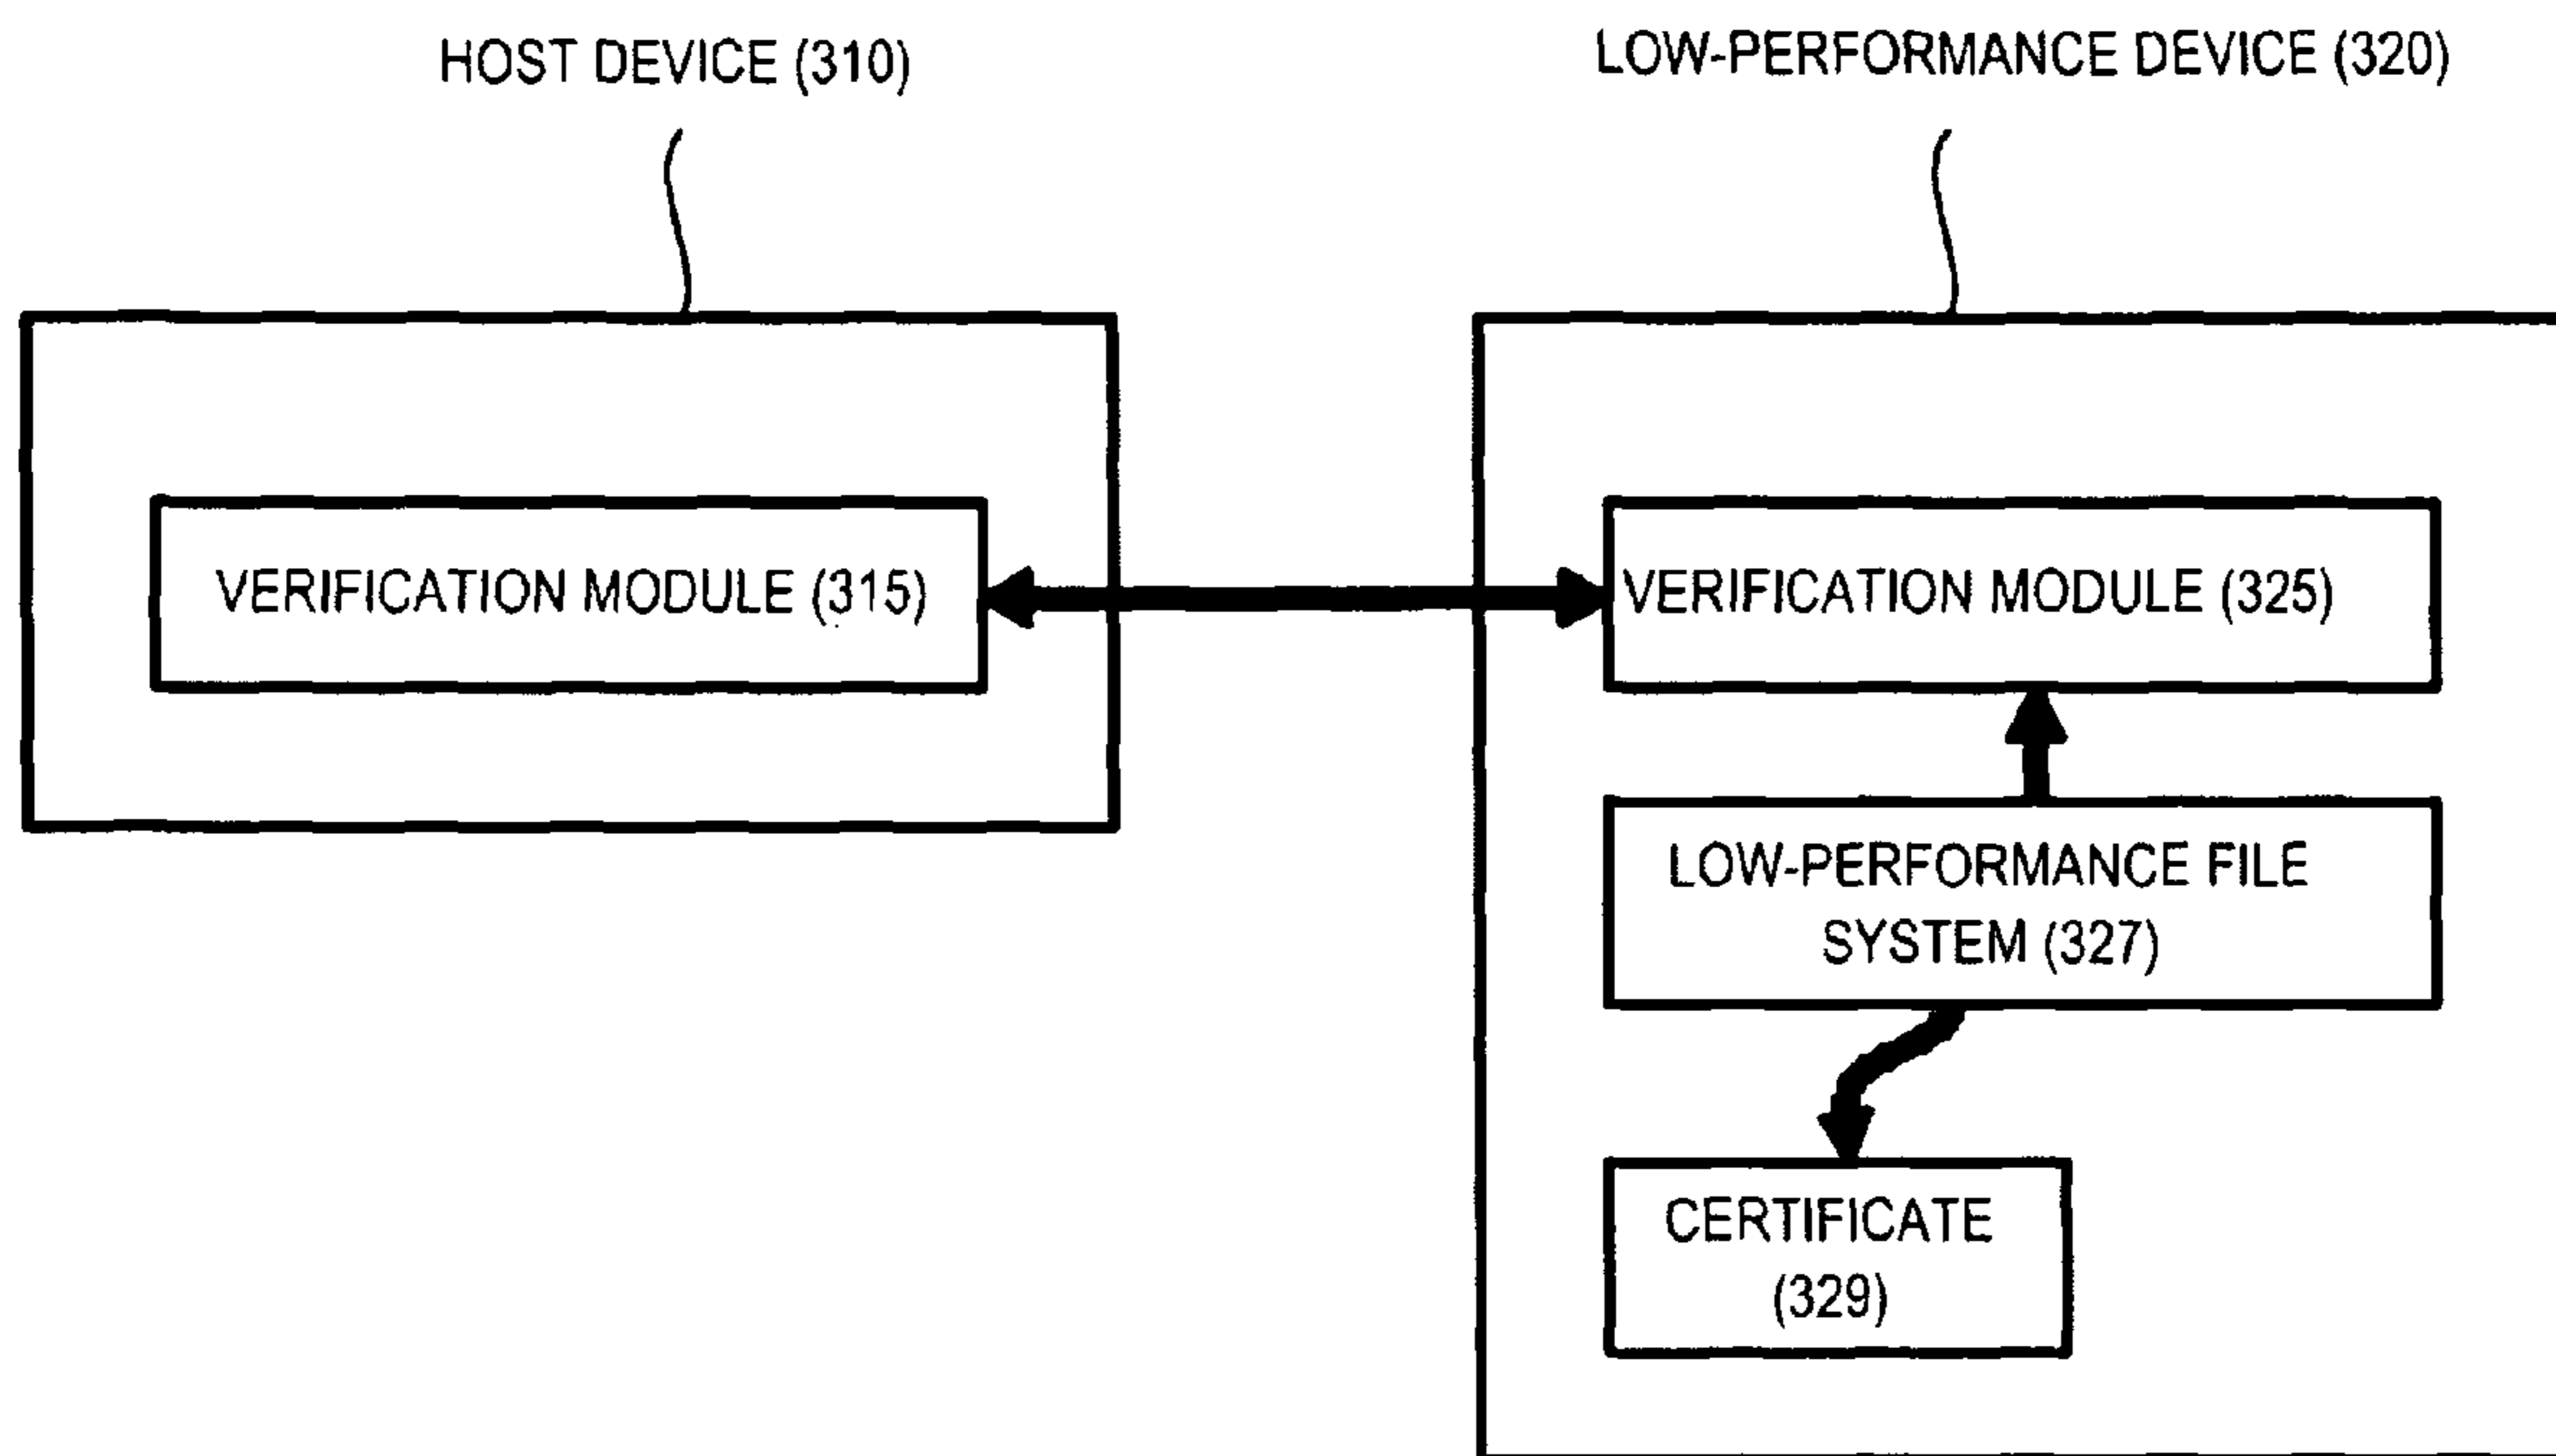 HOST DEVICE (310)
LOW-PERFORMANCE DEVICE (320)
VERIFICATION MODULE (315)
VERIFICATION MODULE (325)
LOW-PERFORMANCE FILE
SYSTEM (327)
CERTIFICATE
(329)